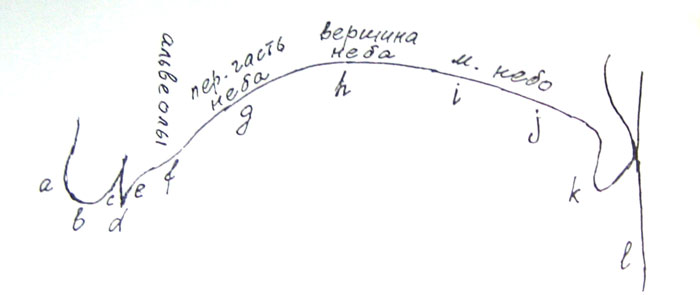 альвеолы
пер. часть
неба
вершина
неба
м. небо
a
b
c
d
e
f
g
h
i
j
k
l